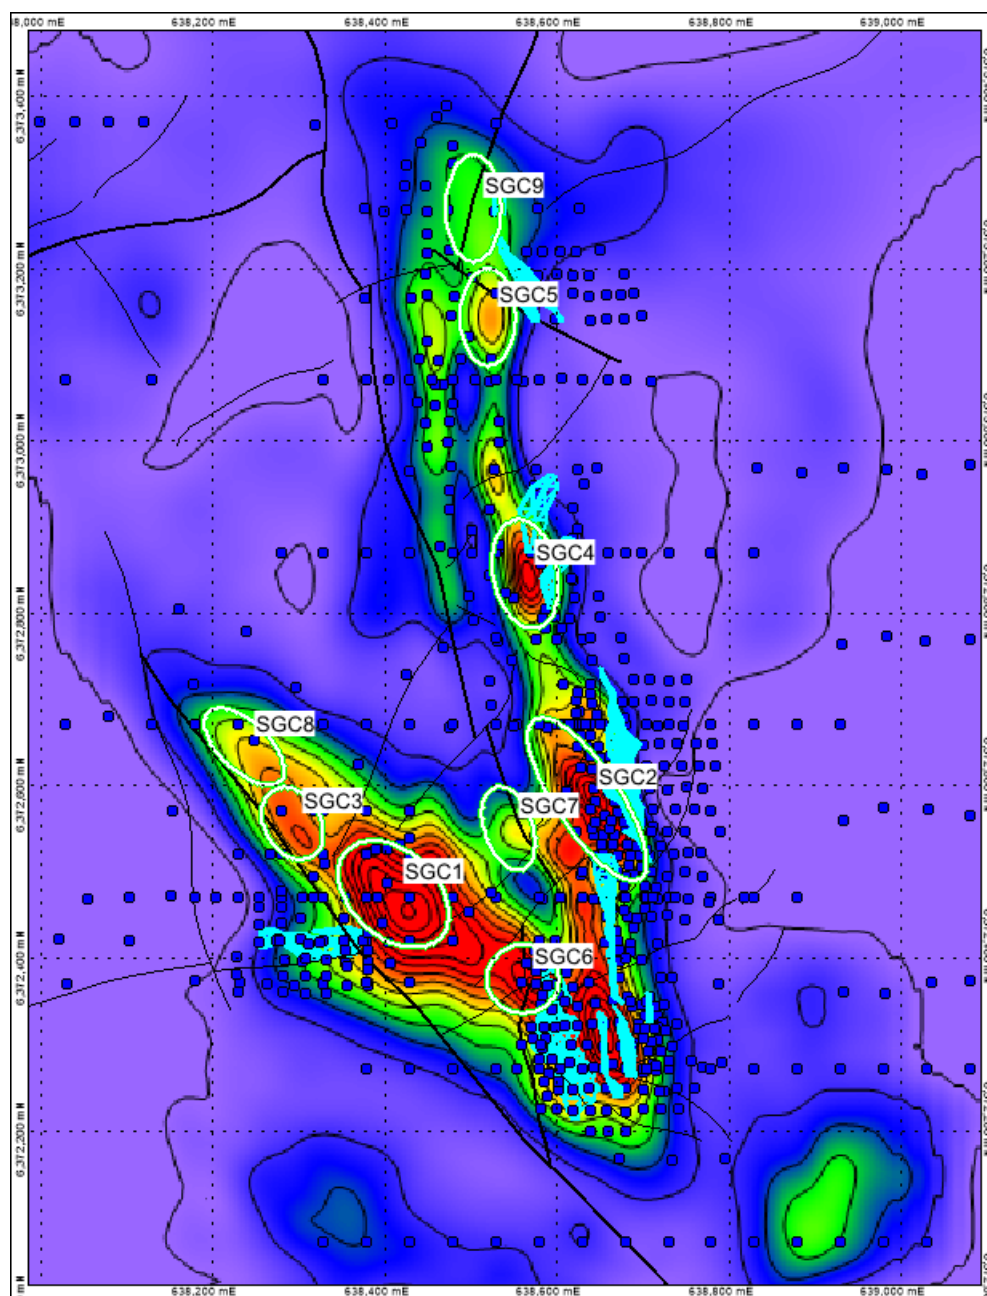 638,200 mE
638,400 mE
638,600 mE
638,800 mE
639,000 mE
6,373,400 mN
SGC9
6,373,200 mN
SGC5
6,373,000 mN
SGC4
6,372,800 mN
SGC8
SGC2
6,372,600 mN
SGC3
SGC7
SGC1
6,372,400 mN
SGC6
6,372,200 mN
638,200 mE
638,400 mE
638,600 mE
638,800 mE
639,000 mE